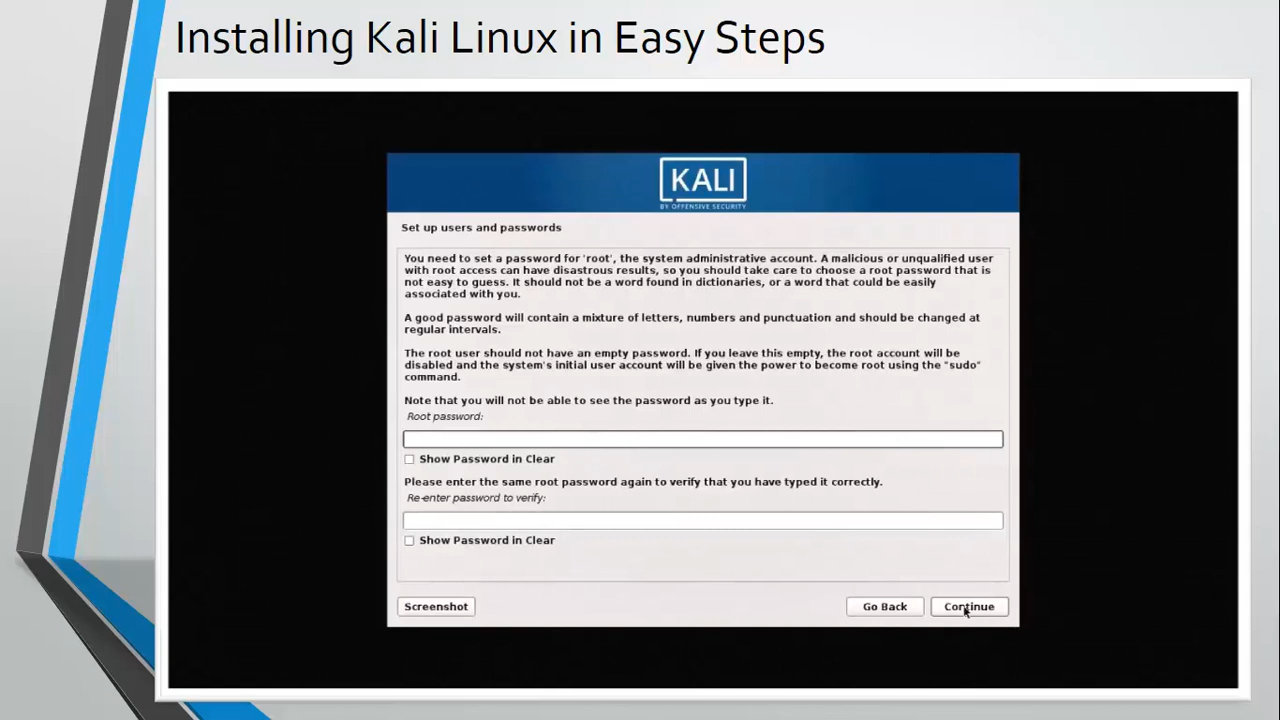 Installing Kali Linux in Easy Steps
KALI
BY OFFENSIVE SECURITY
Set up users and passwords
You need to set a password for 'root', the system administrative account. A malicious or unqualified user
with root access can have disastrous results, so you should take care to choose a root password that is
not easy to guess. It should not be a word found in dictionaries, or a word that could be easily
associated with you.
A good password will contain a mixture of letters, numbers and punctuation and should be changed at
regular intervals.
The root user should not have an empty password. If you leave this empty, the root account will be
disabled and the system's initial user account will be given the power to become root using the "sudo"
command.
Note that you will not be able to see the password as you type it.
Root password:
Show Password in Clear
Please enter the same root password again to verify that you have typed it correctly.
Re-enter password to verify:
Show Password in Clear
Screenshot
Go Back
Continue